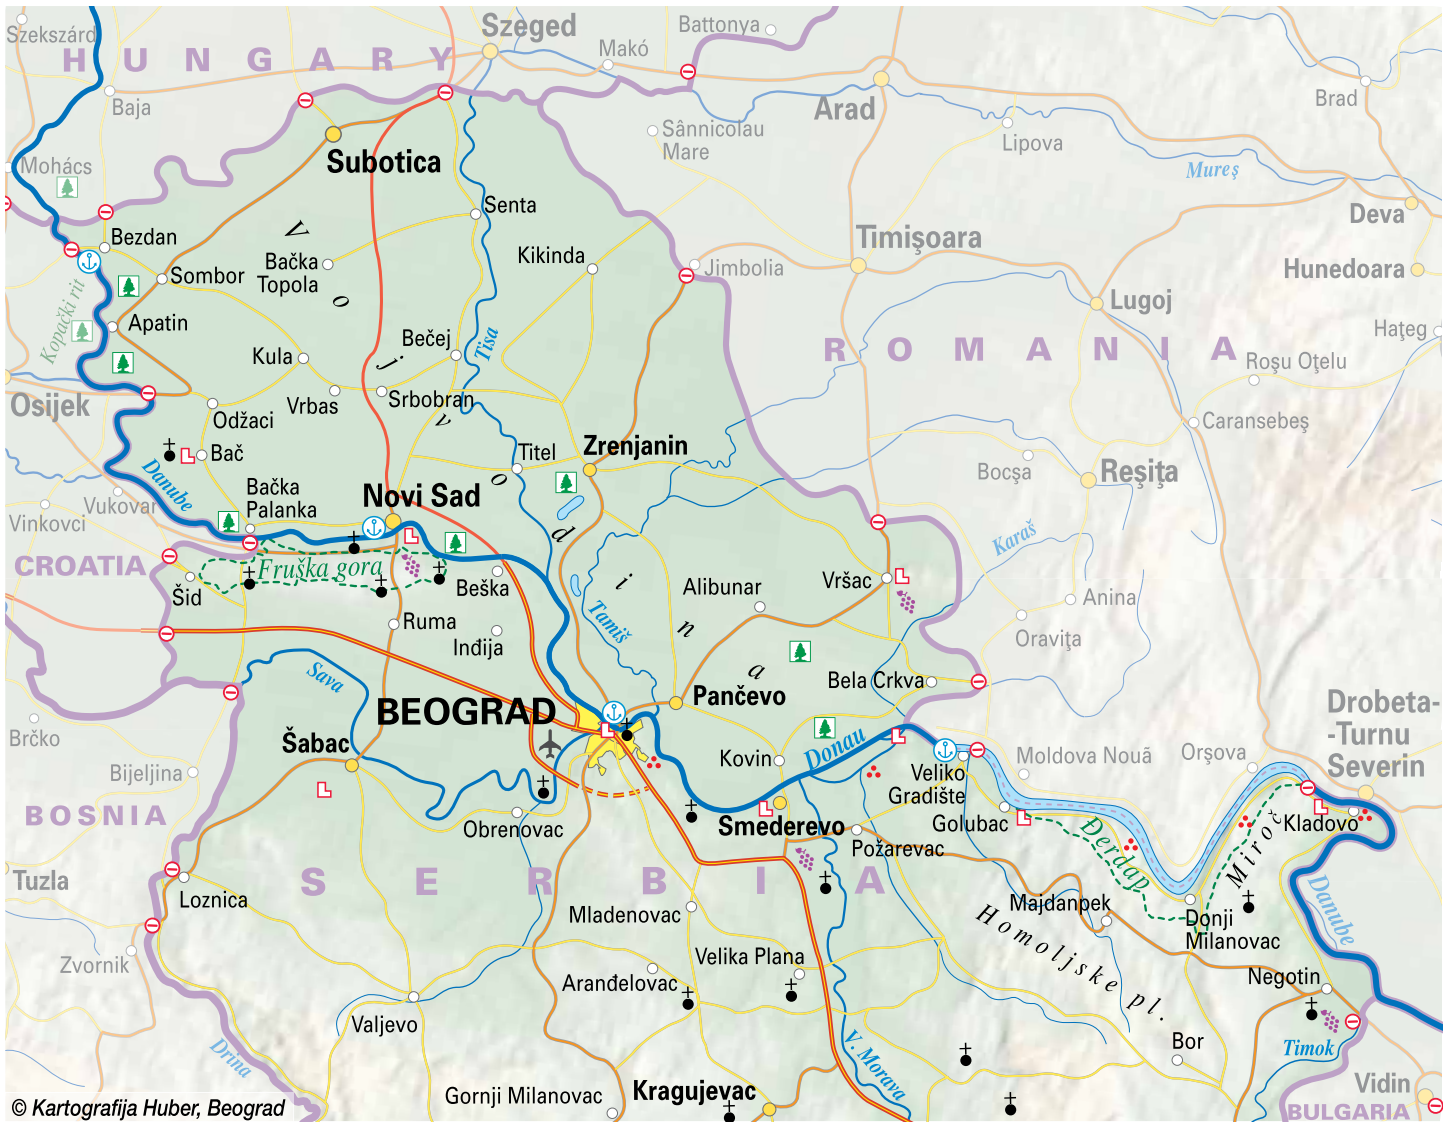 Szekszárd
HUNGARY
Szeged
Makó
Battonya
Baja
Arad
Brad
Subotica
Sânnicolau
Mare
Lipova
Mohács
Mureş
Deva
Senta
Bezdan
Vojvodina
Bačka
Topola
Kikinda
Timişoara
Jimbolia
Hunedoara
Sombor
Kopački rit
Apatin
Lugoj
Haţeg
Kula
Bečej
Tisa
ROMANIA
Roşu Oţelu
Osijek
Odžaci
Vrbas
Srbobran
Caransebeş
Bač
Titel
Zrenjanin
Bocşa
Reşiţa
Danube
Bačka
Palanka
Novi Sad
Vukovar
Vinkovci
Karaš
CROATIA
Fruška gora
Šid
Beška
Alibunar
Vršac
Anina
Ruma
Inđija
Tamiš
Oraviţa
Sava
BEOGRAD
Pančevo
Bela Crkva
Drobeta-
-Turnu
Severin
Brčko
Šabac
Bijeljina
Kovin
Donau
Veliko
Gradište
Moldova Nouă
Orşova
BOSNIA
Obrenovac
Smederevo
Golubac
Đerdap
Miroč
Kladovo
Požarevac
Tuzla
SERBIA
Loznica
Mladenovac
Majdanpek
Homoljske pl.
Donji
Milanovac
Danube
Zvornik
Velika Plana
Aranđelovac
Negotin
Valjevo
Drina
V. Morava
Bor
Timok
Gornji Milanovac
Kragujevac
Vidin
BULGARIA
© Kartografija Huber, Beograd